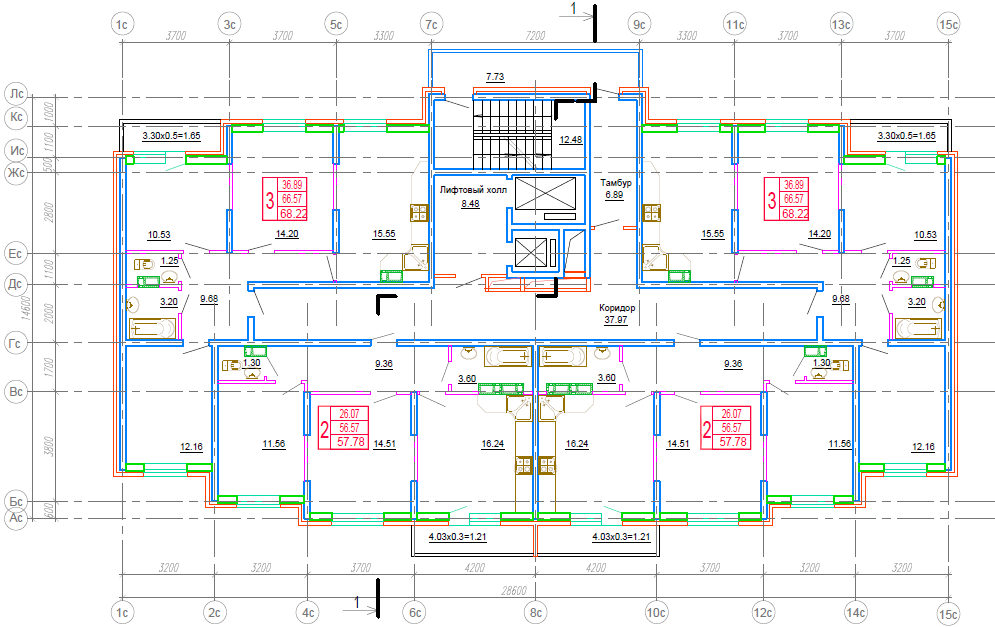 1
1с 3с 5с 7с 9с 11с 13с 15с
3700 3700 3300 7200 3300 3700 3700
Лс
Кс
Ис
Жс
Ес
Дс
Гс
Вс
Бс
Ас
1000
1100
500
2800
1100
2000
1700
3800
600
14600
7.73
3.30х0.5=1.65
12.48
3.30х0.5=1.65
3
36.89
66.57
68.22
Лифтовый холл
8.48
Тамбур
6.89
3
36.89
66.57
68.22
10.53
14.20
15.55
15.55
14.20
10.53
1.25
1.25
3.20
9.68
Коридор
37.97
9.68
3.20
1.30
9.36
3.60
3.60
9.36
1.30
2
26.07
56.57
57.78
2
26.07
56.57
57.78
12.16
11.56
14.51
16.24
16.24
14.51
11.56
12.16
4.03х0.3=1.21
4.03х0.3=1.21
3200 3200 3700 4200 4200 3700 3200 3200
28600
1
1с 2с 4с 6с 8с 10с 12с 14с 15с